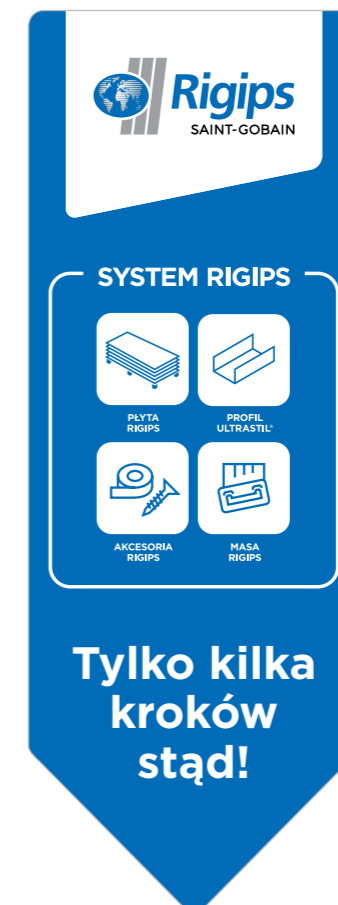 Rigips
SAINT-GOBAIN
SYSTEM RIGIPS
PŁYTA
RIGIPS
PROFIL
ULTRASTIL®
AKCESORIA
RIGIPS
MASA
RIGIPS
Tylko kilka
kroków
stąd!